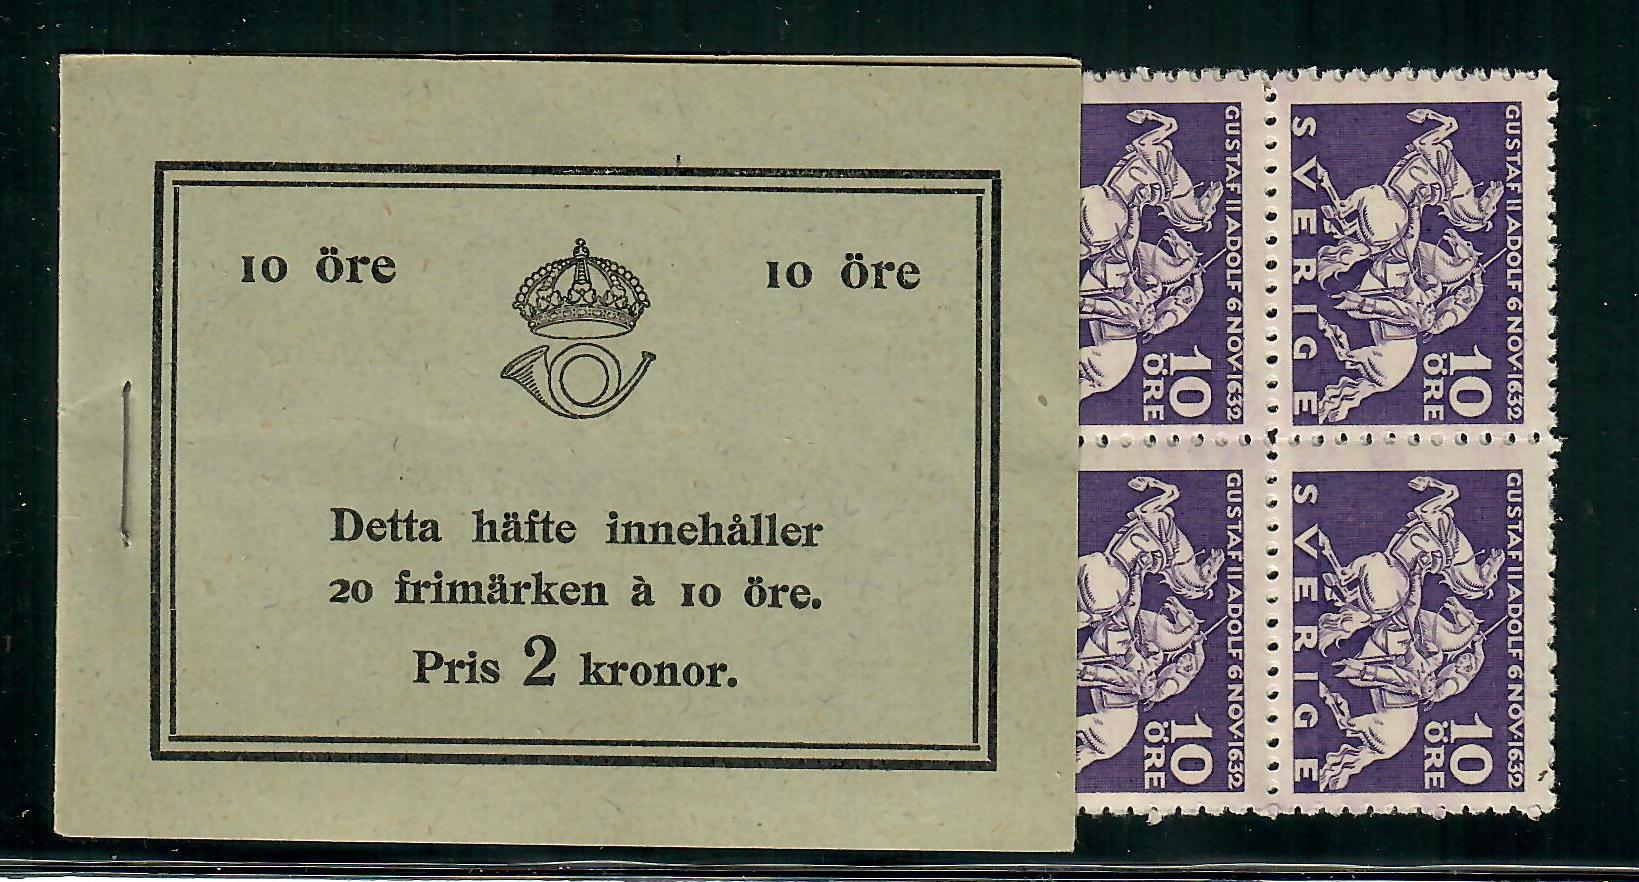 10 öre 10 öre
Detta häfte innehåller
20 frimärken à 10 öre.
Pris 2 kronor.
GUSTAF II ADOLF 6 NOV. 1632
10
ÖRE
GUSTAF II ADOLF 6 NOV. 1632
10
ÖRE
SVERIGE
GUSTAF II ADOLF 6 NOV. 1632
10
ÖRE
GUSTAF II ADOLF 6 NOV. 1632
10
ÖRE
SVERIGE